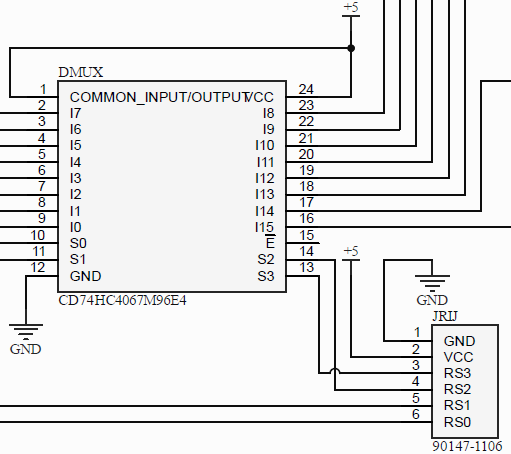 +5
DMUX
1 COMMON_INPUT/OUTPUT VCC 24
2 I7 I8 23
3 I6 I9 22
4 I5 I10 21
5 I4 I11 20
6 I3 I12 19
7 I2 I13 18
8 I1 I14 17
9 I0 I15 16
10 S0 E 15
11 S1 S2 14
12 GND S3 13
CD74HC4067M96E4
GND
+5
GND
JRIJ
1 GND
2 VCC
3 RS3
4 RS2
5 RS1
6 RS0
90147-1106